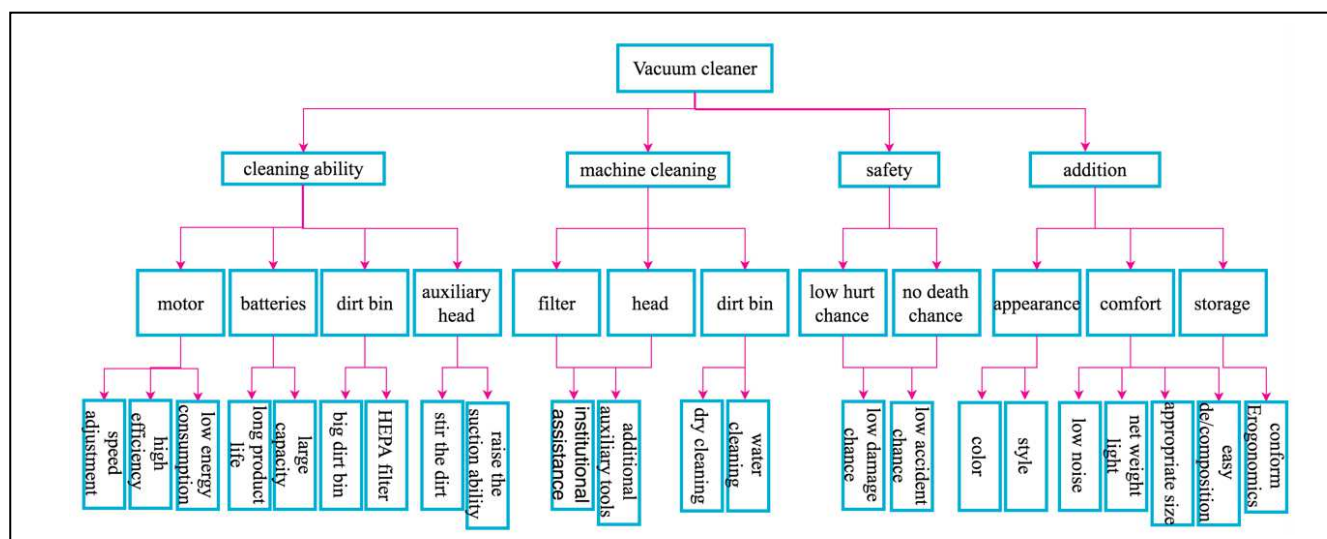 Vacuum cleaner
cleaning ability
machine cleaning
safety
addition
motor
batteries
dirt bin
auxiliary
head
filter
head
dirt bin
low hurt
chance
no death
chance
appearance
comfort
storage
speed
adjustment
high
efficiency
low energy
consumption
long product
life
large
capacity
big dirt bin
HEPA filter
stir the dirt
raise the
suction ability
institutional
assistance
additional
auxiliary tools
dry cleaning
water
cleaning
low damage
chance
low accident
chance
color
style
low noise
net weight
light
appropriate size
easy
de/composition
conform
Erogonomics